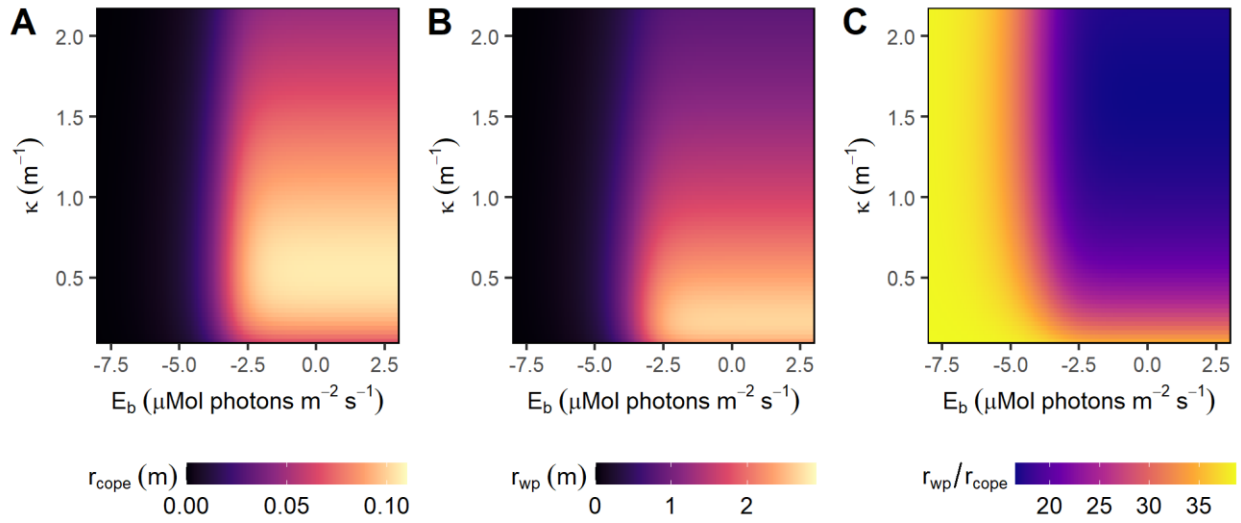 A
B
C
κ (m⁻¹)
2.0
1.5
1.0
0.5
-7.5 -5.0 -2.5 0.0 2.5
E_b (μMol photons m⁻² s⁻¹)
κ (m⁻¹)
2.0
1.5
1.0
0.5
-7.5 -5.0 -2.5 0.0 2.5
E_b (μMol photons m⁻² s⁻¹)
κ (m⁻¹)
2.0
1.5
1.0
0.5
-7.5 -5.0 -2.5 0.0 2.5
E_b (μMol photons m⁻² s⁻¹)
r_cope (m)
0.00 0.05 0.10
r_wp (m)
0 1 2
r_wp/r_cope
20 25 30 35